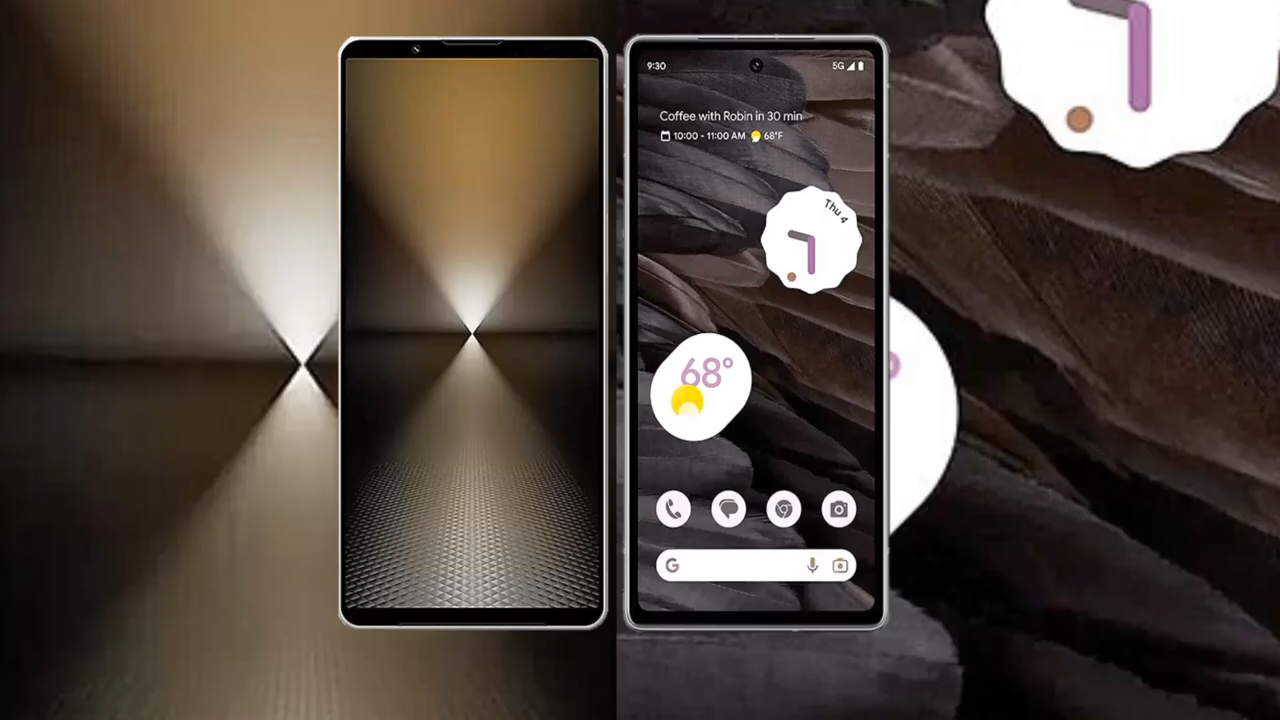 9:30
5G
Coffee with Robin in 30 min
10:00 - 11:00 AM 68°F
Thu 4
68°
G